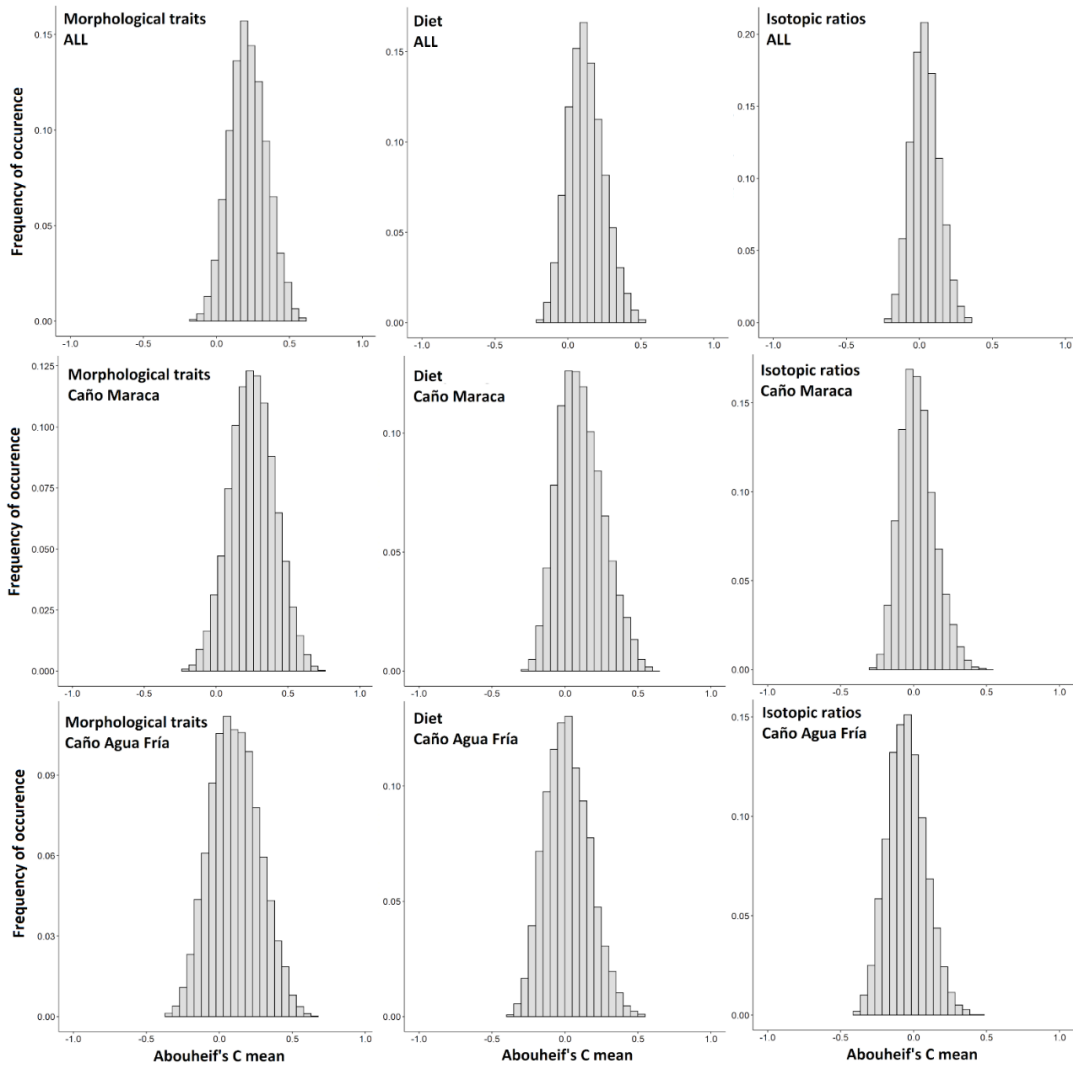 Morphological traits
ALL
Frequency of occurence
0.15
0.10
0.05
0.00
-1.0 -0.5 0.0 0.5 1.0
Diet
ALL
0.15
0.10
0.05
0.00
-1.0 -0.5 0.0 0.5 1.0
Isotopic ratios
ALL
0.20
0.15
0.10
0.05
0.00
-1.0 -0.5 0.0 0.5 1.0
Morphological traits
Caño Maraca
Frequency of occurence
0.125
0.100
0.075
0.050
0.025
0.000
-1.0 -0.5 0.0 0.5 1.0
Diet
Caño Maraca
0.10
0.05
0.00
-1.0 -0.5 0.0 0.5 1.0
Isotopic ratios
Caño Maraca
0.15
0.10
0.05
0.00
-1.0 -0.5 0.0 0.5 1.0
Morphological traits
Caño Agua Fría
Frequency of occurence
0.09
0.06
0.03
0.00
-1.0 -0.5 0.0 0.5 1.0
Abouheif's C mean
Diet
Caño Agua Fría
0.10
0.05
0.00
-1.0 -0.5 0.0 0.5 1.0
Abouheif's C mean
Isotopic ratios
Caño Agua Fría
0.15
0.10
0.05
0.00
-1.0 -0.5 0.0 0.5 1.0
Abouheif's C mean